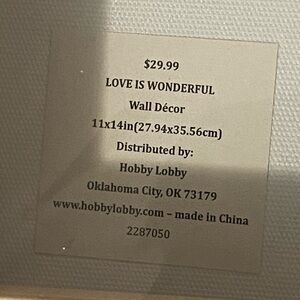 $29.99
LOVE IS WONDERFUL
Wall Décor
11x14in(27.94x35.56cm)
Distributed by:
Hobby Lobby
Oklahoma City, OK 73179
www.hobbylobby.com – made in China
2287050